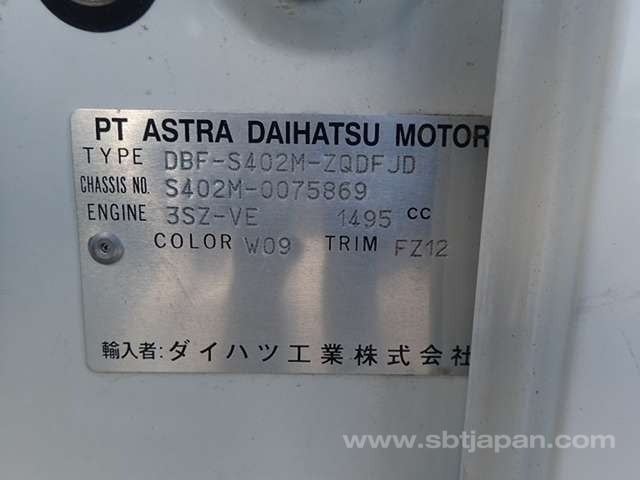 PT ASTRA DAIHATSU MOTOR
TYPE DBF-S402M-ZQDFJD
CHASSIS NO. S402M-0075869
ENGINE 3SZ-VE 1495 CC
COLOR W09 TRIM FZ12
輸入者: ダイハツ工業株式会社
www.sbtjapan.com